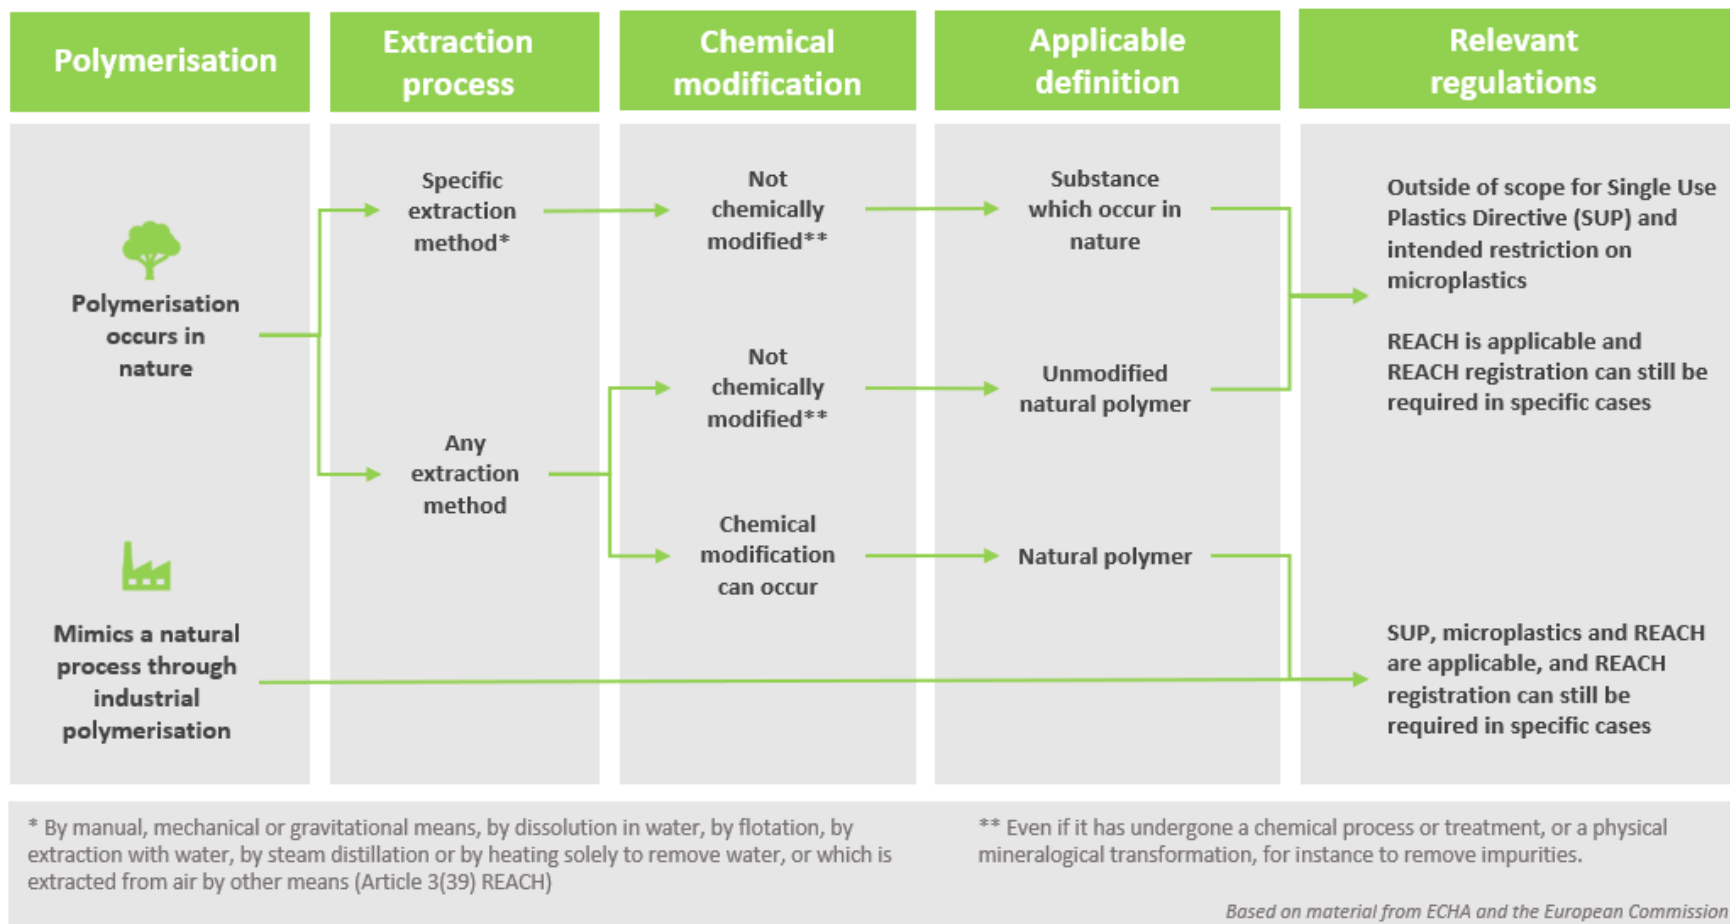 Polymerisation
Extraction
process
Chemical
modification
Applicable
definition
Relevant
regulations
Polymerisation
occurs in
nature
Mimics a natural
process through
industrial
polymerisation
Specific
extraction
method*
Any
extraction
method
Not
chemically
modified**
Not
chemically
modified**
Chemical
modification
can occur
Substance
which occur in
nature
Unmodified
natural polymer
Natural polymer
Outside of scope for Single Use
Plastics Directive (SUP) and
intended restriction on
microplastics
REACH is applicable and
REACH registration can still be
required in specific cases
SUP, microplastics and REACH
are applicable, and REACH
registration can still be
required in specific cases
* By manual, mechanical or gravitational means, by dissolution in water, by flotation, by
extraction with water, by steam distillation or by heating solely to remove water, or which is
extracted from air by other means (Article 3(39) REACH)
** Even if it has undergone a chemical process or treatment, or a physical
mineralogical transformation, for instance to remove impurities.
Based on material from ECHA and the European Commission